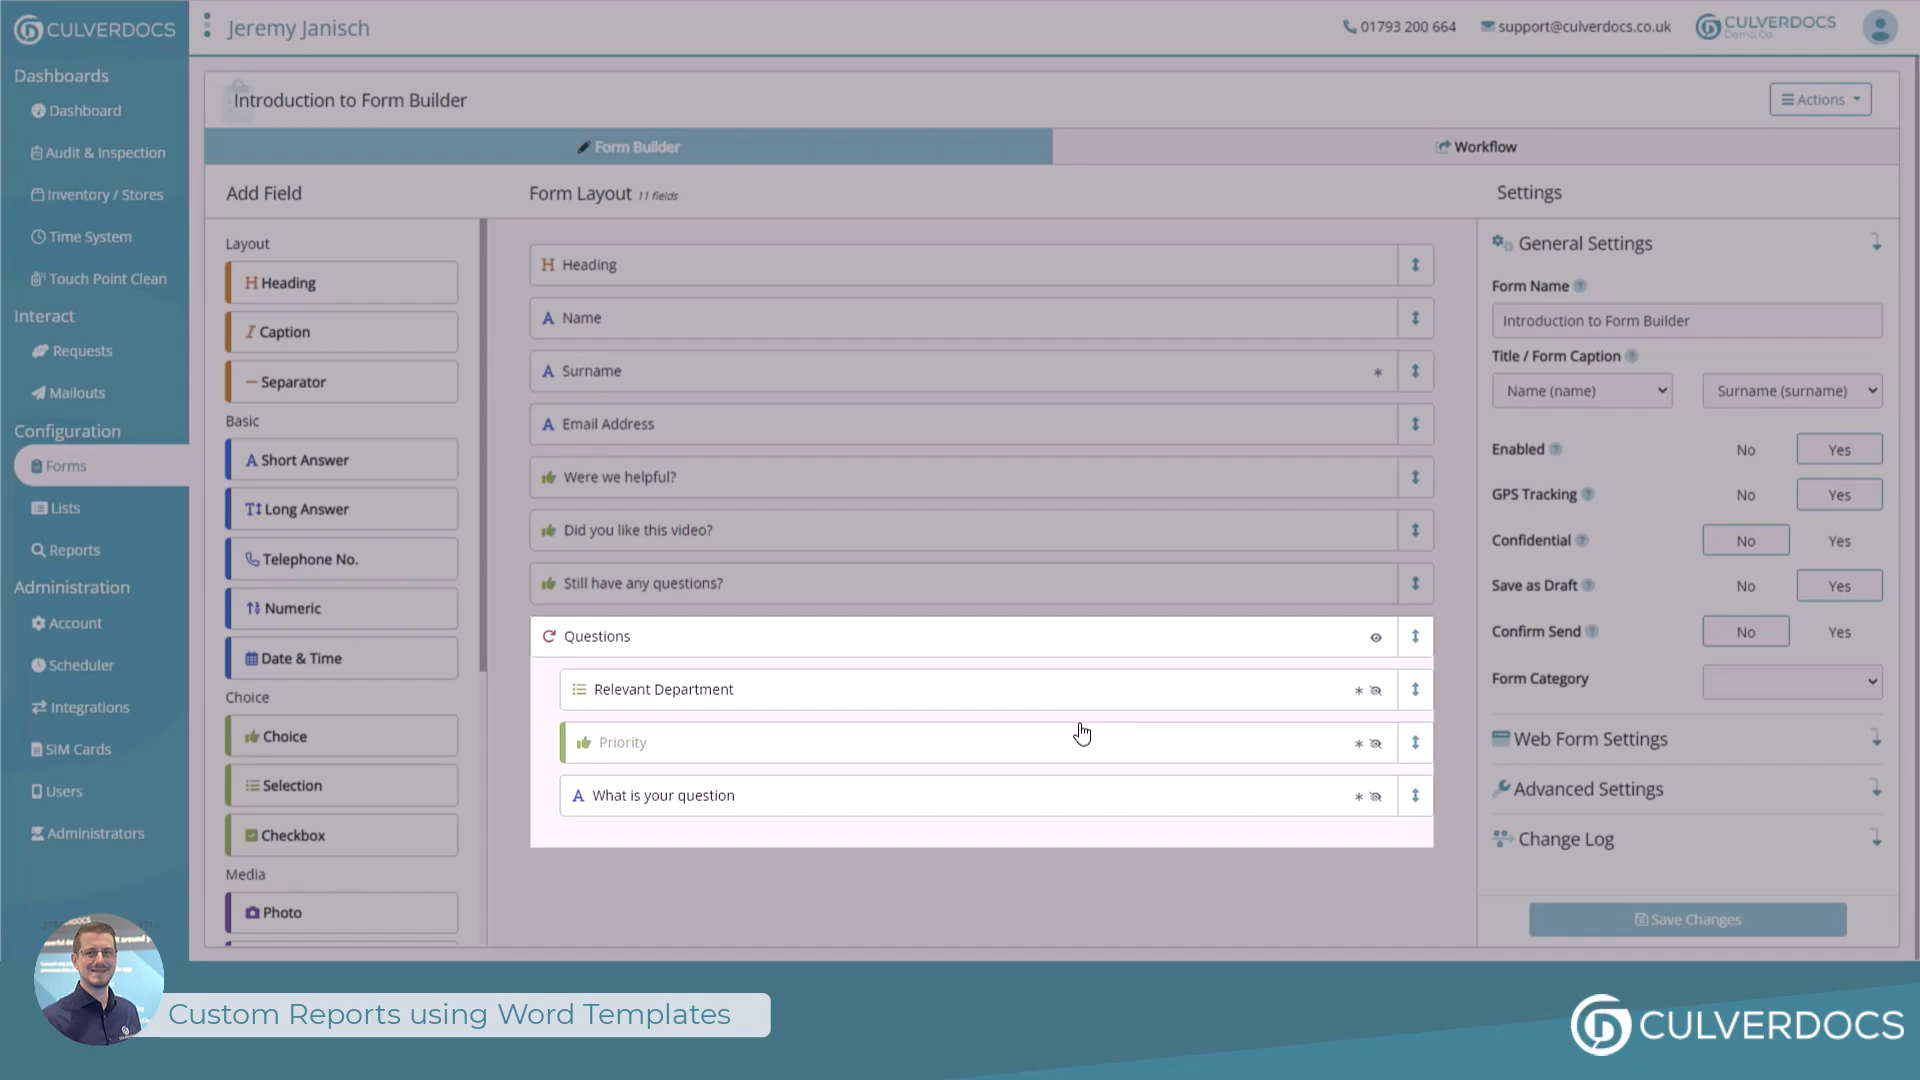 CULVERDOCS
Jeremy Janisch
01793 200 664
support@culverdocs.co.uk
CULVERDOCS
Demo Co.
Dashboards
Dashboard
Audit & Inspection
Inventory / Stores
Time System
Touch Point Clean
Interact
Requests
Mailouts
Configuration
Forms
Lists
Reports
Administration
Account
Scheduler
Integrations
SIM Cards
Users
Administrators
Introduction to Form Builder
Actions
Form Builder
Workflow
Add Field
Layout
H Heading
I Caption
Separator
Basic
A Short Answer
Long Answer
Telephone No.
Numeric
Date & Time
Choice
Choice
Selection
Checkbox
Media
Photo
Form Layout 11 fields
H Heading
A Name
A Surname *
A Email Address
Were we helpful?
Did you like this video?
Still have any questions?
Questions
Relevant Department *
Priority *
A What is your question *
Settings
General Settings
Form Name ?
Introduction to Form Builder
Title / Form Caption ?
Name (name)
Surname (surname)
Enabled ? No Yes
GPS Tracking ? No Yes
Confidential ? No Yes
Save as Draft ? No Yes
Confirm Send ? No Yes
Form Category
Web Form Settings
Advanced Settings
Change Log
Save Changes
Custom Reports using Word Templates
CULVERDOCS